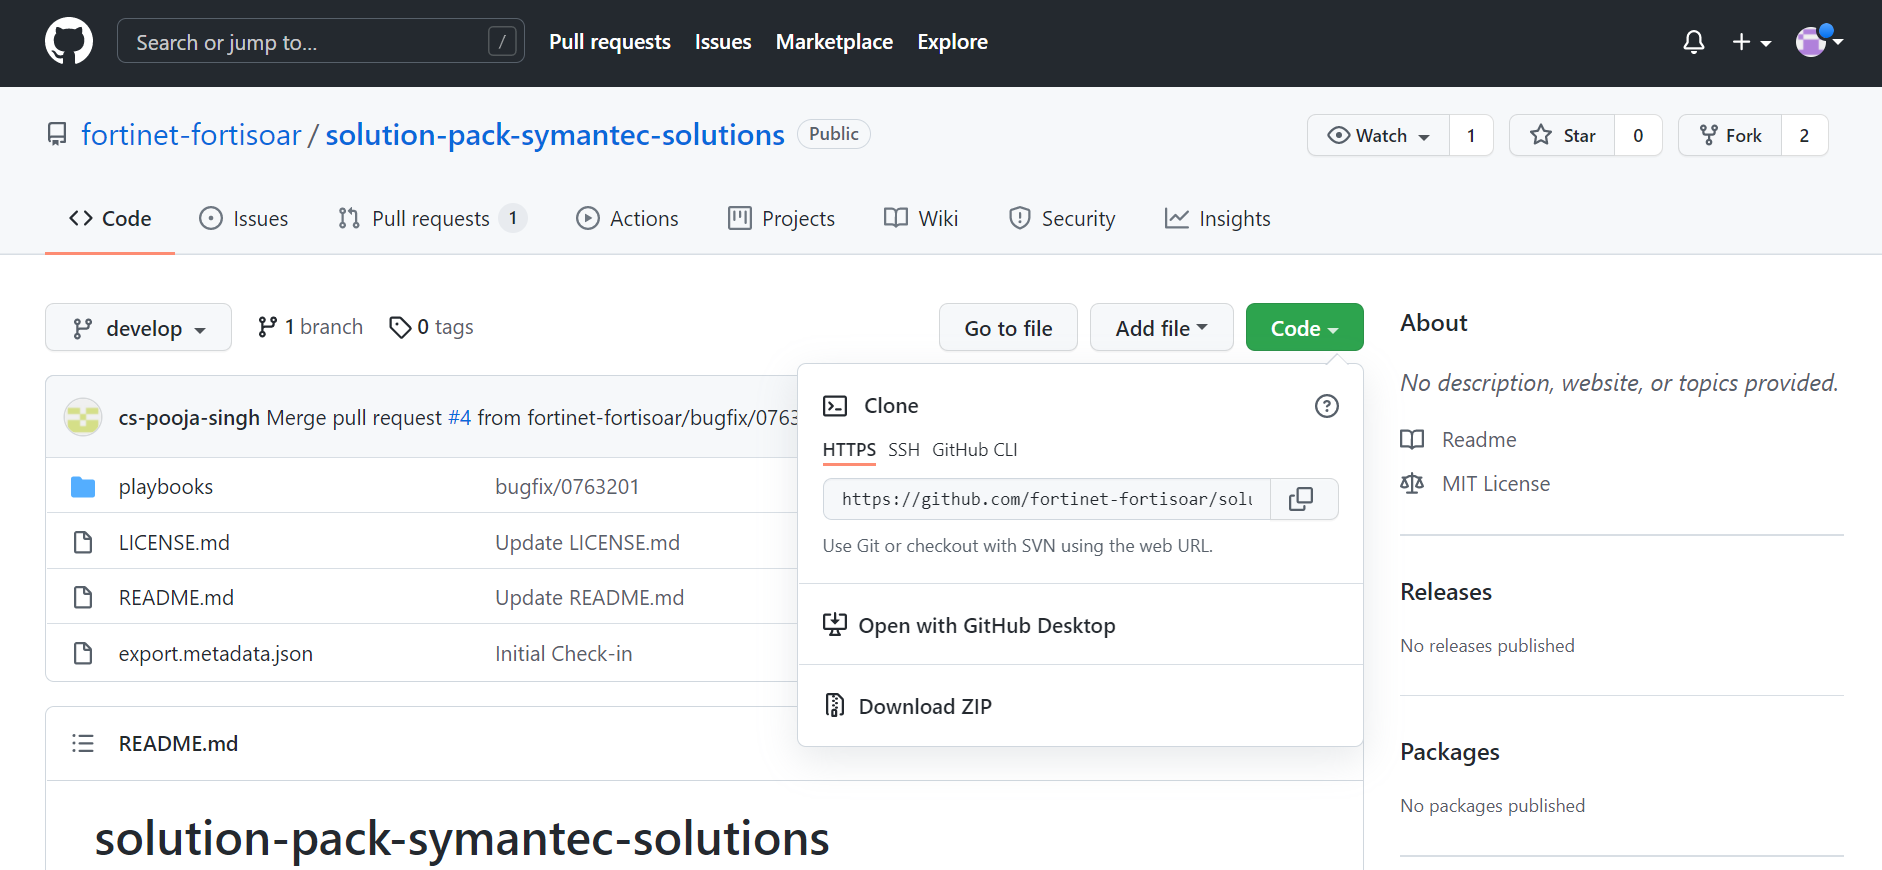 Search or jump to... /
Pull requests Issues Marketplace Explore
fortinet-fortisoar / solution-pack-symantec-solutions Public
Watch 1 Star 0 Fork 2
Code Issues Pull requests 1 Actions Projects Wiki Security Insights
develop 1 branch 0 tags
Go to file Add file Code
cs-pooja-singh Merge pull request #4 from fortinet-fortisoar/bugfix/0763
playbooks bugfix/0763201
LICENSE.md Update LICENSE.md
README.md Update README.md
export.metadata.json Initial Check-in
Clone
HTTPS SSH GitHub CLI
https://github.com/fortinet-fortisoar/solu
Use Git or checkout with SVN using the web URL.
Open with GitHub Desktop
Download ZIP
README.md
solution-pack-symantec-solutions
About
No description, website, or topics provided.
Readme
MIT License
Releases
No releases published
Packages
No packages published